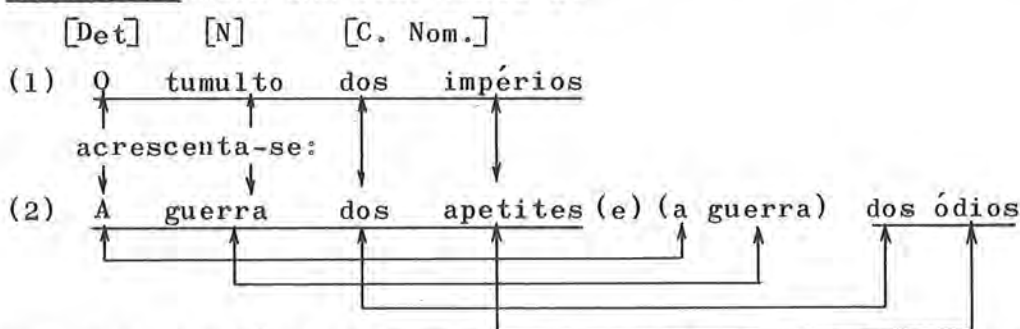 [Det] [N] [C. Nom.]
(1) O tumulto dos impérios
acrescenta-se:
(2) A guerra dos apetites (e) (a guerra) dos ódios